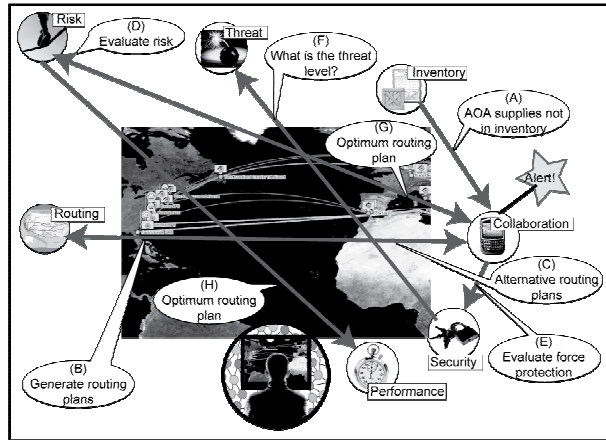 Risk
(D)
Evaluate risk
Threat
(F)
What is the threat
level?
Inventory
(A)
AOA supplies not
in inventory
(G)
Optimum routing
plan
Alert!
Routing
Collaboration
(C)
Alternative routing
plans
(H)
Optimum routing
plan
(E)
Evaluate force
protection
Security
(B)
Generate routing
plans
Performance